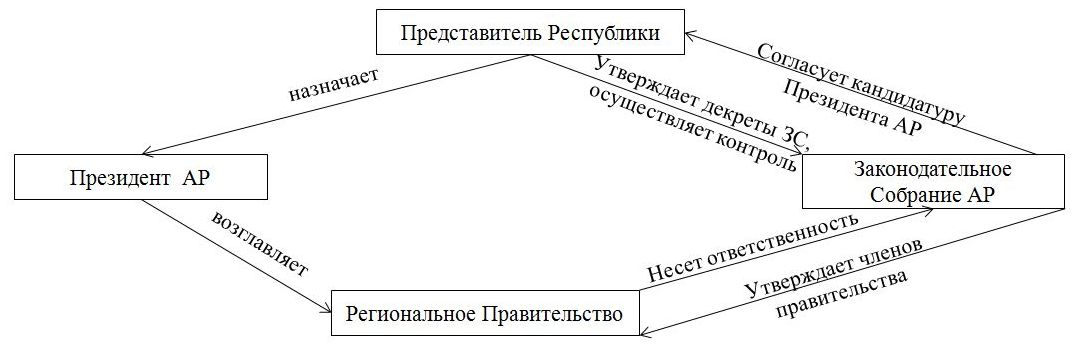 Представитель Республики
назначает
Утверждает декреты ЗС,
осуществляет контроль
Согласует кандидатуру
Президента АР
Президент АР
Законодательное
Собрание АР
возглавляет
Несет ответственность
Утверждает членов
правительства
Региональное Правительство